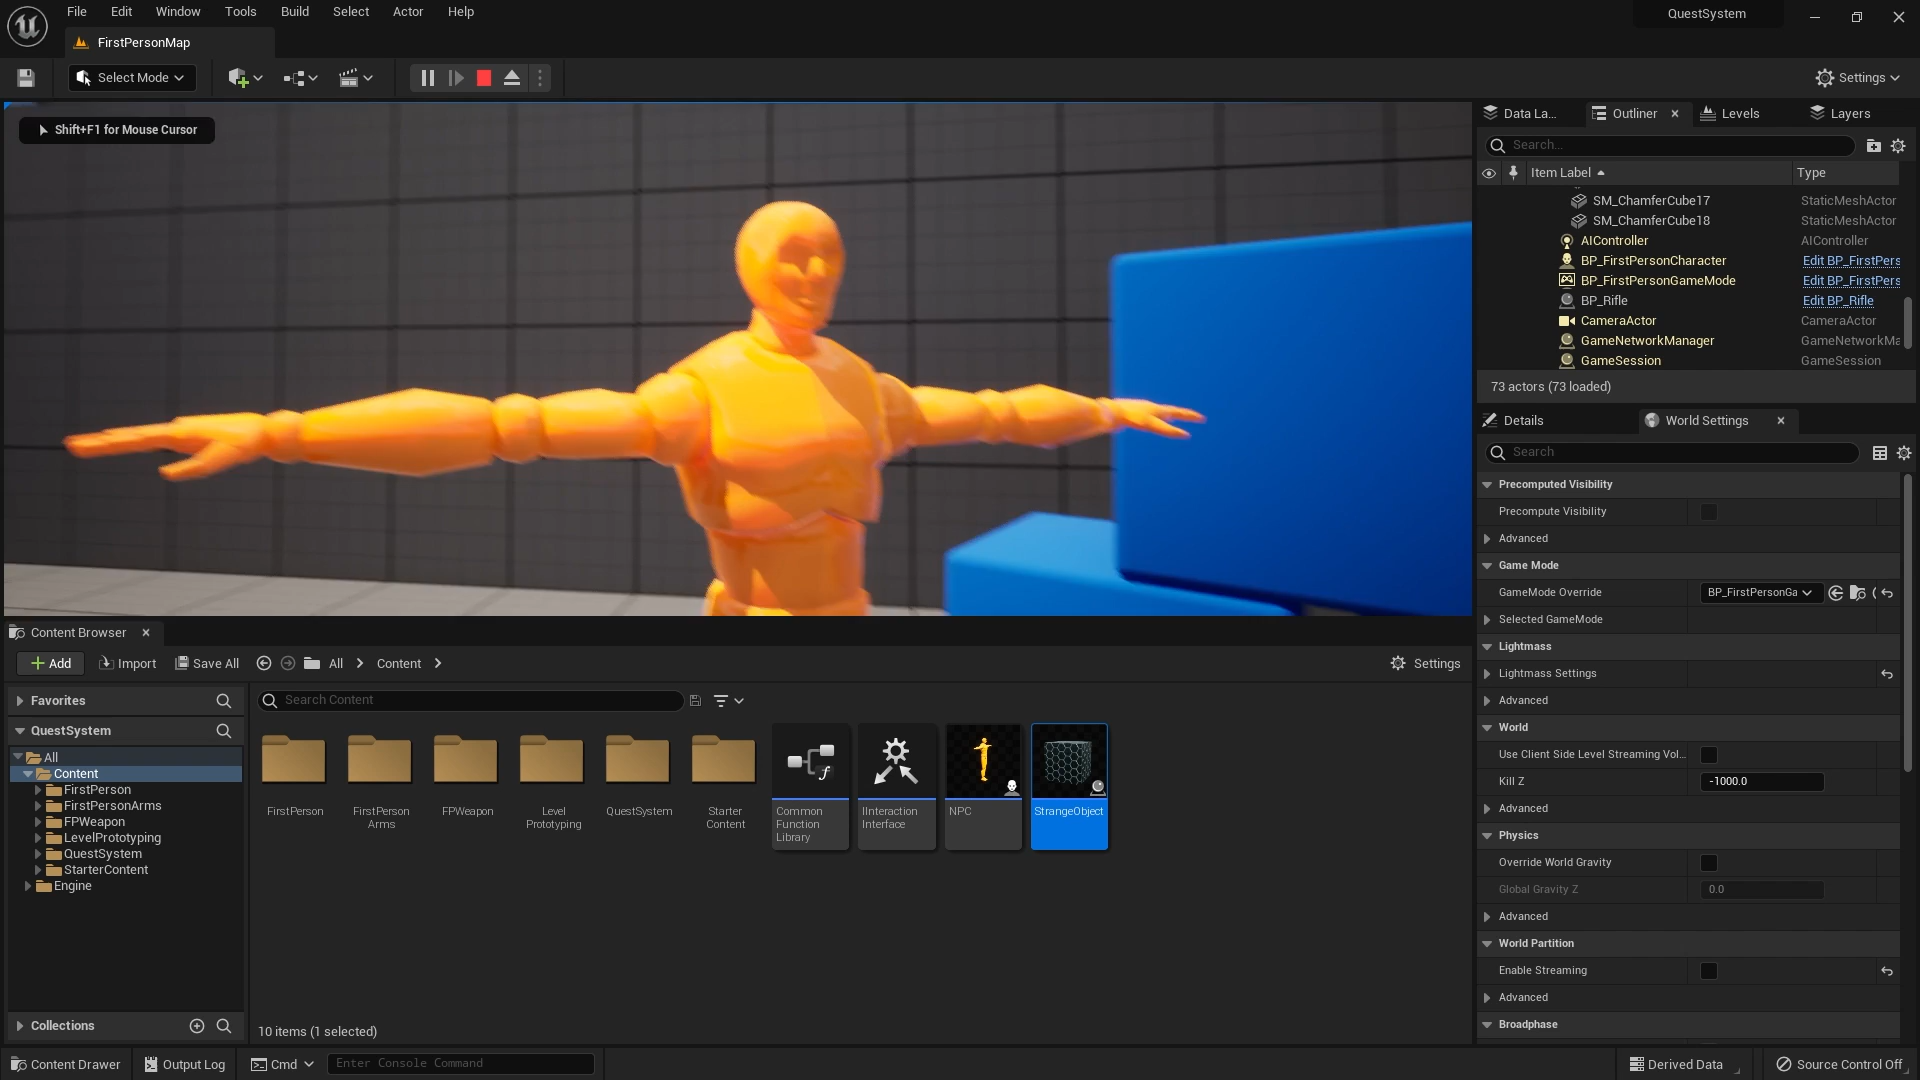 File Edit Window Tools Build Select Actor Help
QuestSystem
FirstPersonMap
Select Mode
Settings
Shift+F1 for Mouse Cursor
Data La...
Outliner
Levels
Layers
Search...
Item Label
Type
SM_ChamferCube17 StaticMeshActor
SM_ChamferCube18 StaticMeshActor
AIController AIController
BP_FirstPersonCharacter Edit BP_FirstPers
BP_FirstPersonGameMode Edit BP_FirstPers
BP_Rifle Edit BP_Rifle
CameraActor CameraActor
GameNetworkManager GameNetworkMa
GameSession GameSession
73 actors (73 loaded)
Details
World Settings
Search
Precomputed Visibility
Precompute Visibility
Advanced
Game Mode
GameMode Override BP_FirstPersonGa
Selected GameMode
Lightmass
Lightmass Settings
Advanced
World
Use Client Side Level Streaming Vol...
Kill Z -1000.0
Advanced
Physics
Override World Gravity
Global Gravity Z 0.0
Advanced
World Partition
Enable Streaming
Advanced
Broadphase
Content Browser
Add Import Save All All Content Settings
Favorites
Search Content
QuestSystem
All
Content
FirstPerson
FirstPersonArms
FPWeapon
LevelPrototyping
QuestSystem
StarterContent
Engine
Collections
FirstPerson
FirstPerson
Arms
FPWeapon
Level
Prototyping
QuestSystem
Starter
Content
Common
Function
Library
IInteraction
Interface
NPC
StrangeObject
10 items (1 selected)
Content Drawer Output Log Cmd Enter Console Command Derived Data Source Control Off